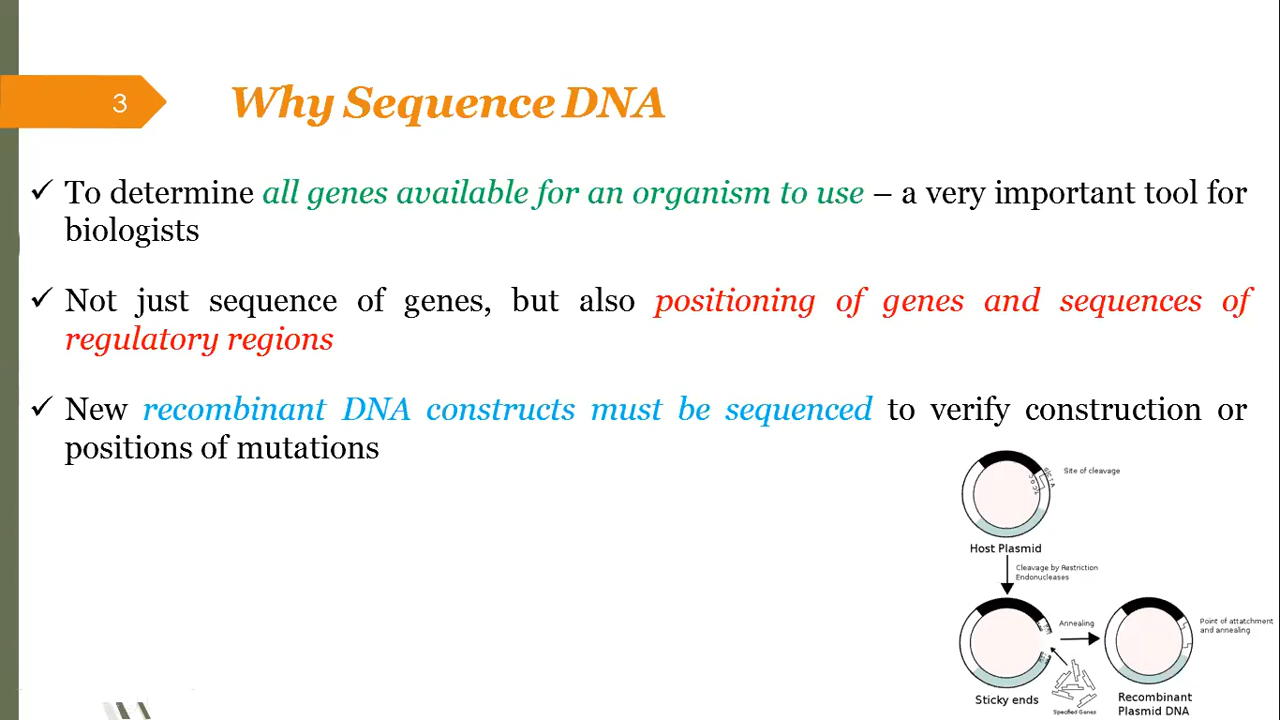 3
Why Sequence DNA
✓ To determine all genes available for an organism to use – a very important tool for
biologists
✓ Not just sequence of genes, but also positioning of genes and sequences of
regulatory regions
✓ New recombinant DNA constructs must be sequenced to verify construction or
positions of mutations
Site of cleavage
Host Plasmid
Cleavage by Restriction
Endonucleases
Annealing
Point of attatchment
and annealing
Sticky ends
Specified Genes
Recombinant
Plasmid DNA